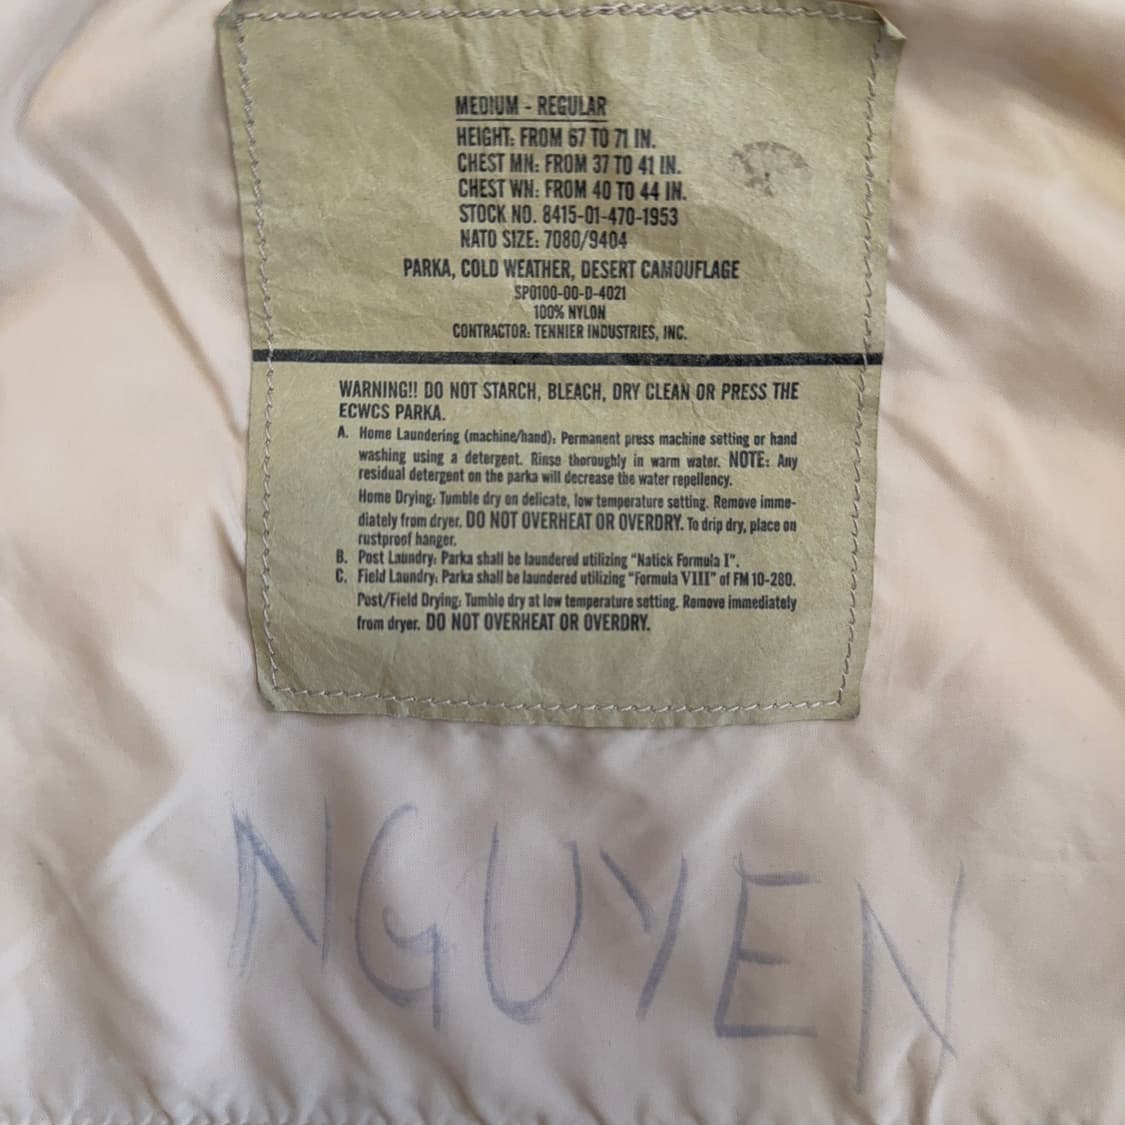 MEDIUM - REGULAR
HEIGHT: FROM 67 TO 71 IN.
CHEST MN: FROM 37 TO 41 IN.
CHEST WN: FROM 40 TO 44 IN.
STOCK NO. 8415-01-470-1953
NATO SIZE: 7080/9404
PARKA, COLD WEATHER, DESERT CAMOUFLAGE
SP0100-00-D-4021
100% NYLON
CONTRACTOR: TENNIER INDUSTRIES, INC.
WARNING!! DO NOT STARCH, BLEACH, DRY CLEAN OR PRESS THE
ECWCS PARKA.
A. Home Laundering (machine/hand): Permanent press machine setting or hand
washing using a detergent. Rinse thoroughly in warm water. NOTE: Any
residual detergent on the parka will decrease the water repellency.
Home Drying: Tumble dry on delicate, low temperature setting. Remove imme-
diately from dryer. DO NOT OVERHEAT OR OVERDRY. To drip dry, place on
rustproof hanger.
B. Post Laundry: Parka shall be laundered utilizing "Natick Formula I".
C. Field Laundry: Parka shall be laundered utilizing "Formula VIII" of FM 10-280.
Post/Field Drying: Tumble dry at low temperature setting. Remove immediately
from dryer. DO NOT OVERHEAT OR OVERDRY.
NGUYEN